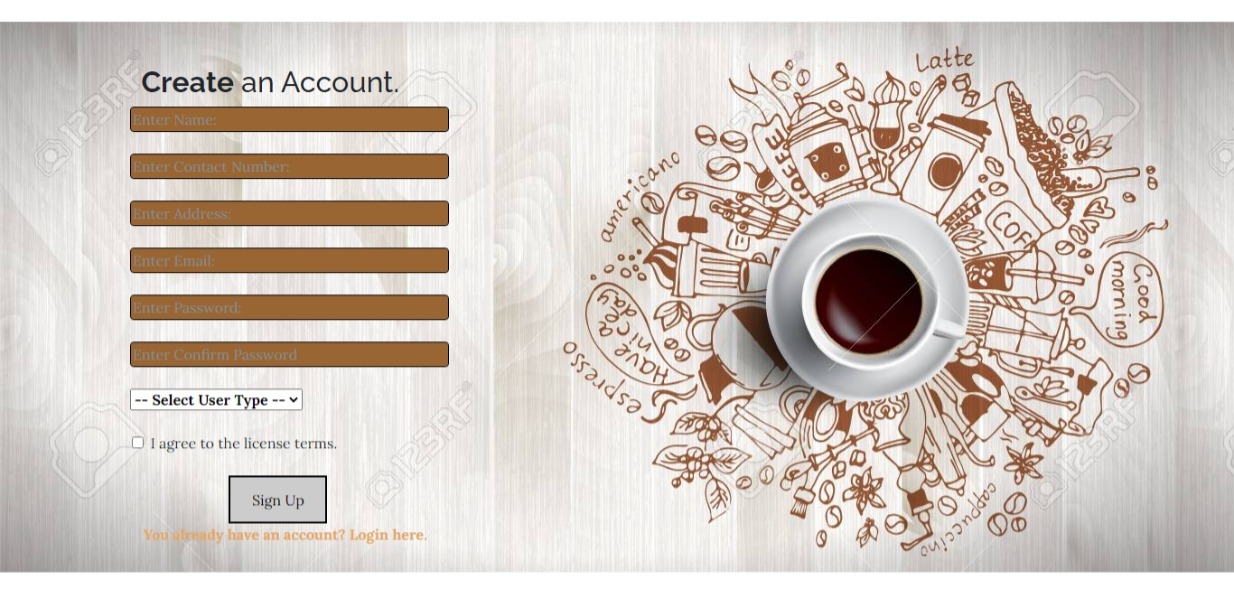 Create an Account.
Enter Name:
Enter Contact Number:
Enter Address:
Enter Email:
Enter Password:
Enter Confirm Password
-- Select User Type --
I agree to the license terms.
Sign Up
You already have an account? Login here.
Latte
COFFEE
americano
COF
Good
morning
Have a
nice day
espresso
cappuccino
123RF
123RF
123RF
123RF